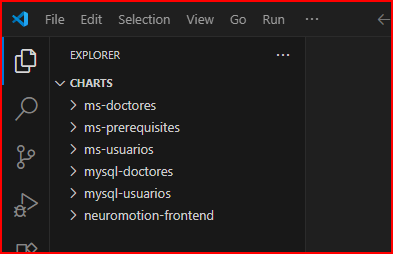 File Edit Selection View Go Run ...
EXPLORER ...
CHARTS
ms-doctores
ms-prerequisites
ms-usuarios
mysql-doctores
mysql-usuarios
neuromotion-frontend